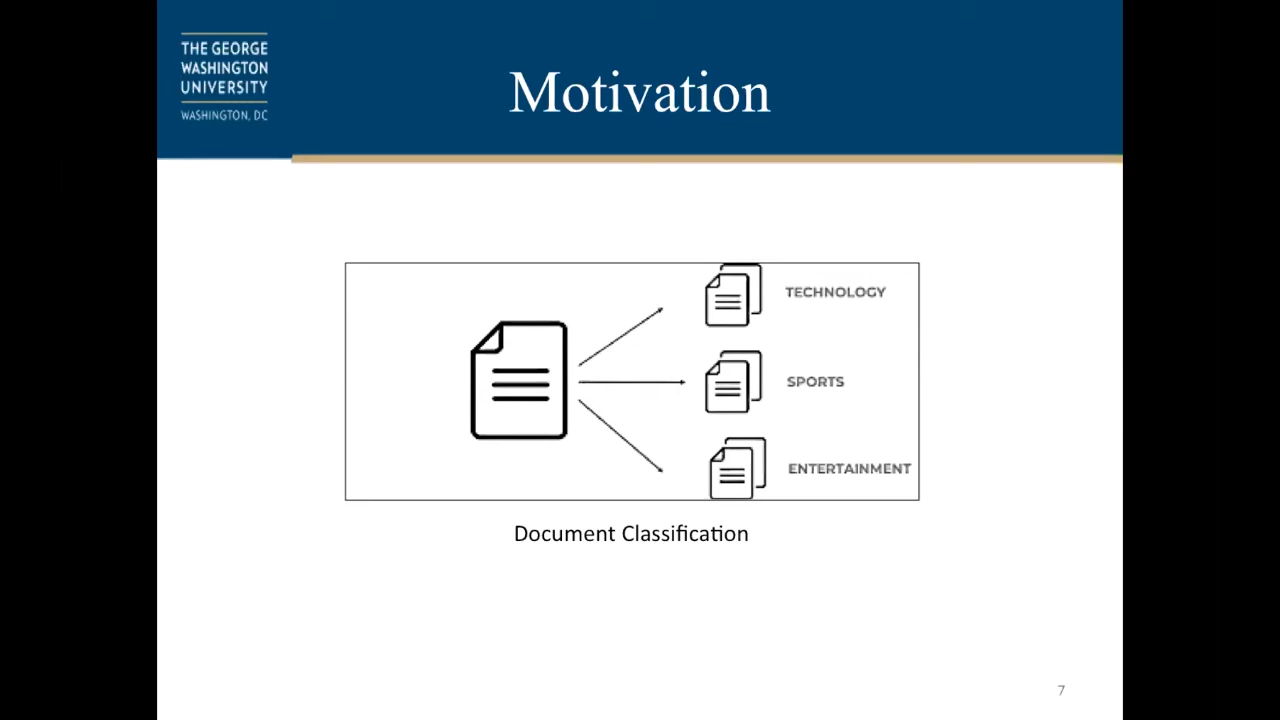 THE GEORGE
WASHINGTON
UNIVERSITY
WASHINGTON, DC
Motivation
TECHNOLOGY
SPORTS
ENTERTAINMENT
Document Classification
7